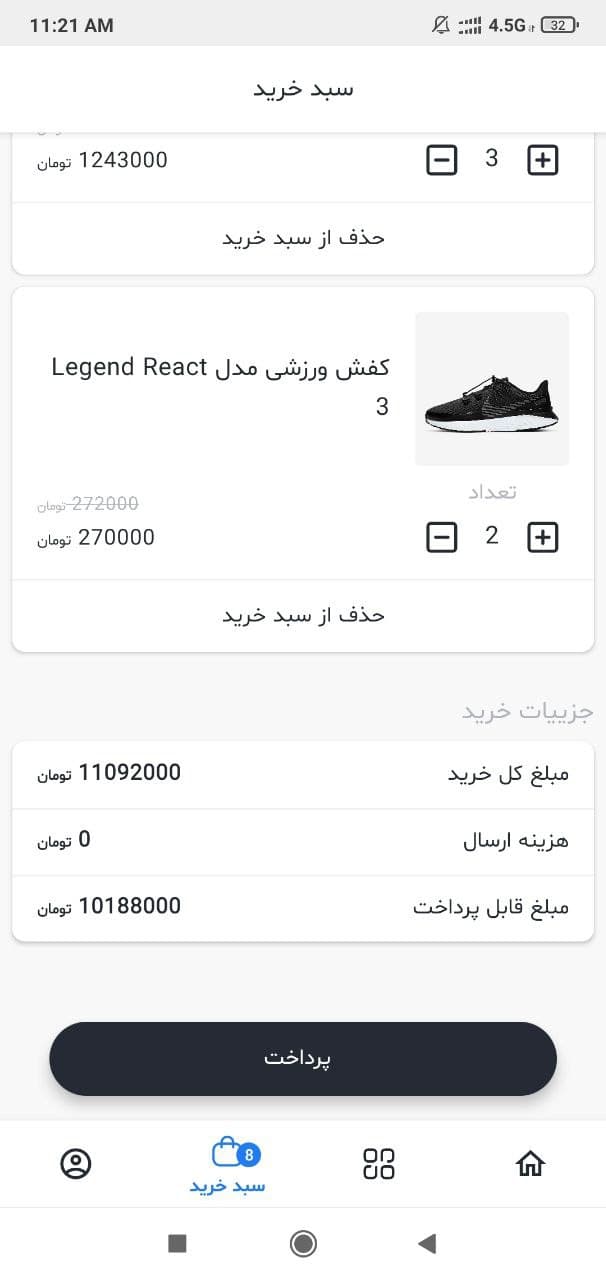 11:21 AM 4.5G 32
سبد خرید
1243000 تومان
3
حذف از سبد خرید
کفش ورزشی مدل Legend React
3
تعداد
272000 تومان
270000 تومان
2
حذف از سبد خرید
جزییات خرید
مبلغ کل خرید
11092000 تومان
هزینه ارسال
0 تومان
مبلغ قابل پرداخت
10188000 تومان
پرداخت
8
سبد خرید